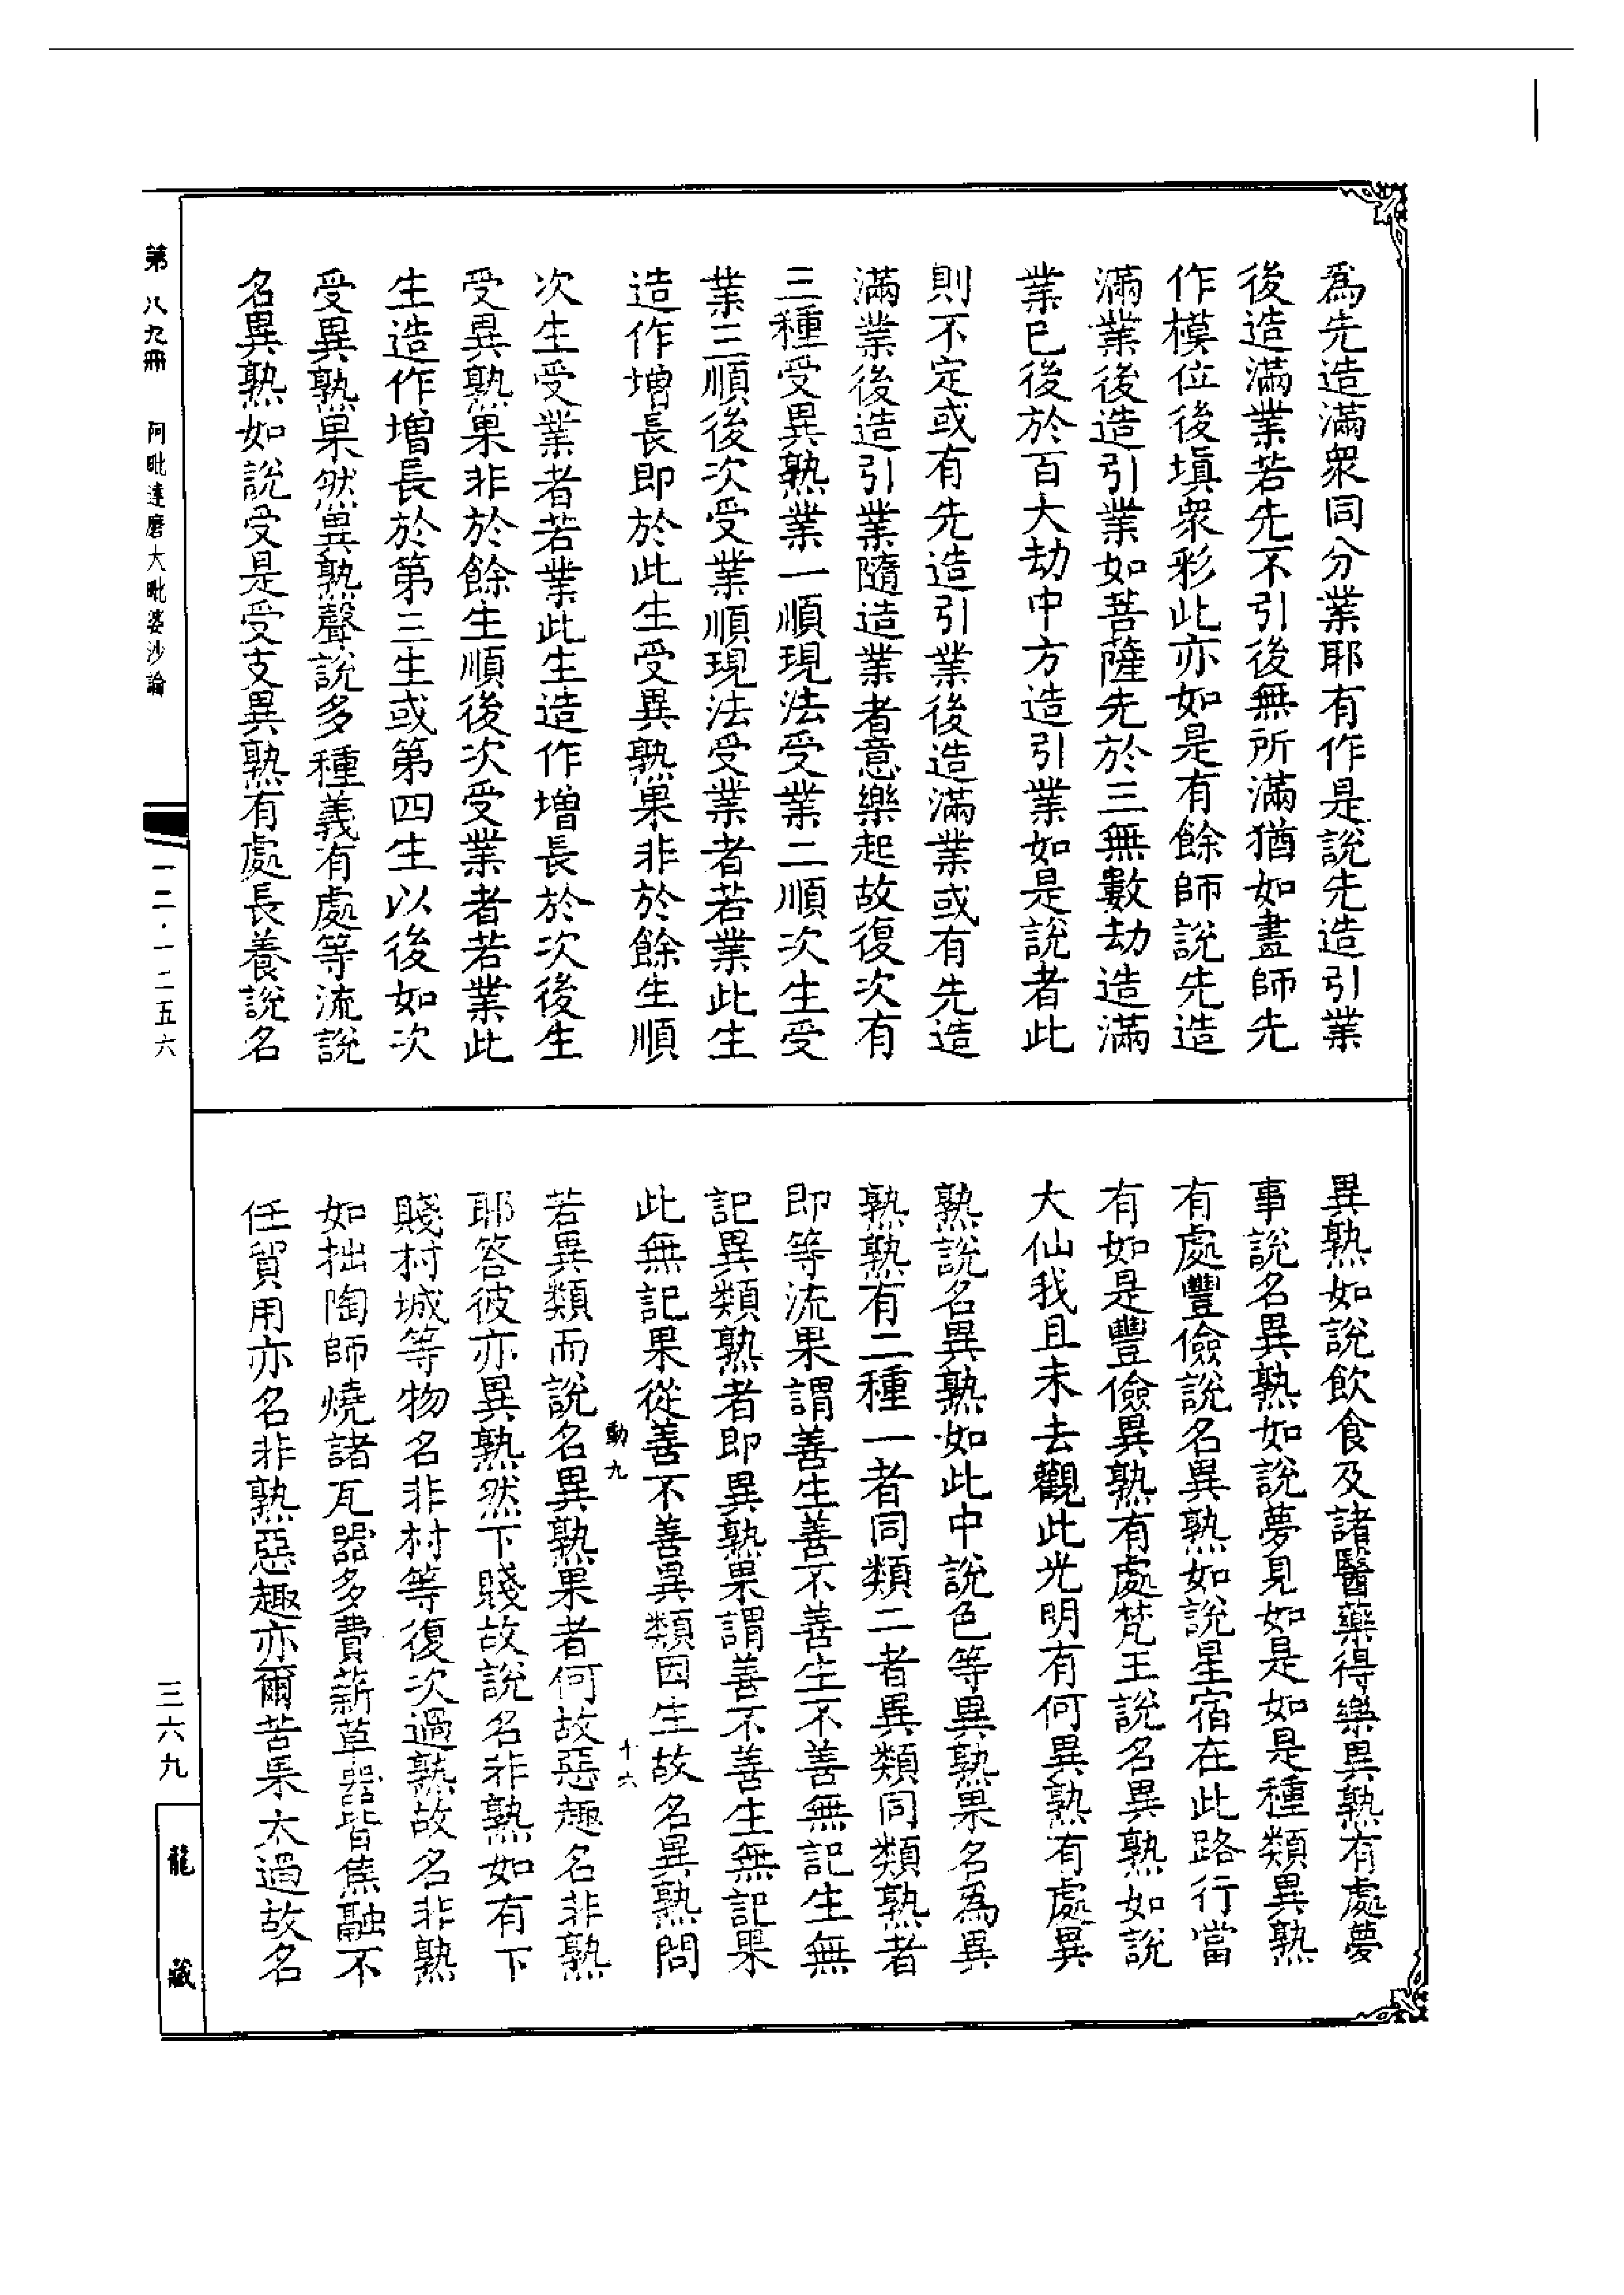 為先造滿衆同分業耶有作是說先造引業
後造滿業若先不引後無所滿猶如畫師先
作模位後填衆彩此亦如是有餘師說先造
滿業後造引業如菩薩先於三無數劫造滿
業已後於百大劫中方造引業如是說者此
則不定或有先造引業後造滿業或有先造
滿業後造引業隨造業者意樂起故復次有
三種受異熟業一順現法受業二順次生受
業三順後次受業順現法受業者若業此生
造作增長即於此生受異熟果非於餘生順
次生受業者若業此生造作增長於次後生
受異熟果非於餘生順後次受業者若業此
生造作增長於第三生或第四生以後如次
受異熟果然異熟聲說多種義有處等流說
名異熟如說受是受支異熟有處長養說名
異熟如說飲食及諸醫藥得樂異熟有處夢
事說名異熟如說夢見如是如是種類異熟
有處豐儉說名異熟如說星宿在此路行當
有如是豐儉異熟有處梵王說名異熟如說
大仙我且未去觀此光明有何異熟有處異
熟說名異熟如此中說色等異熟果名為異
熟熟有二種一者同類二者異類同類熟者
即等流果謂善生善不善生不善無記生無
記異類熟者即異熟果謂善不善生無記果
此無記果從善不善異類因生故名異熟問
動九
十六
若異類而說名異熟果者何故惡趣名非熟
耶答彼亦異熟然下賤故說名非熟如有下
賤村城等物名非村等復次過熟故名非熟
如拙陶師燒諸瓦器多費薪草器皆焦融不
任貿用亦名非熟惡趣亦爾苦果太過故名
第八九冊
阿毗達磨大毗婆沙論
一二·一二五六
三六九
龍藏